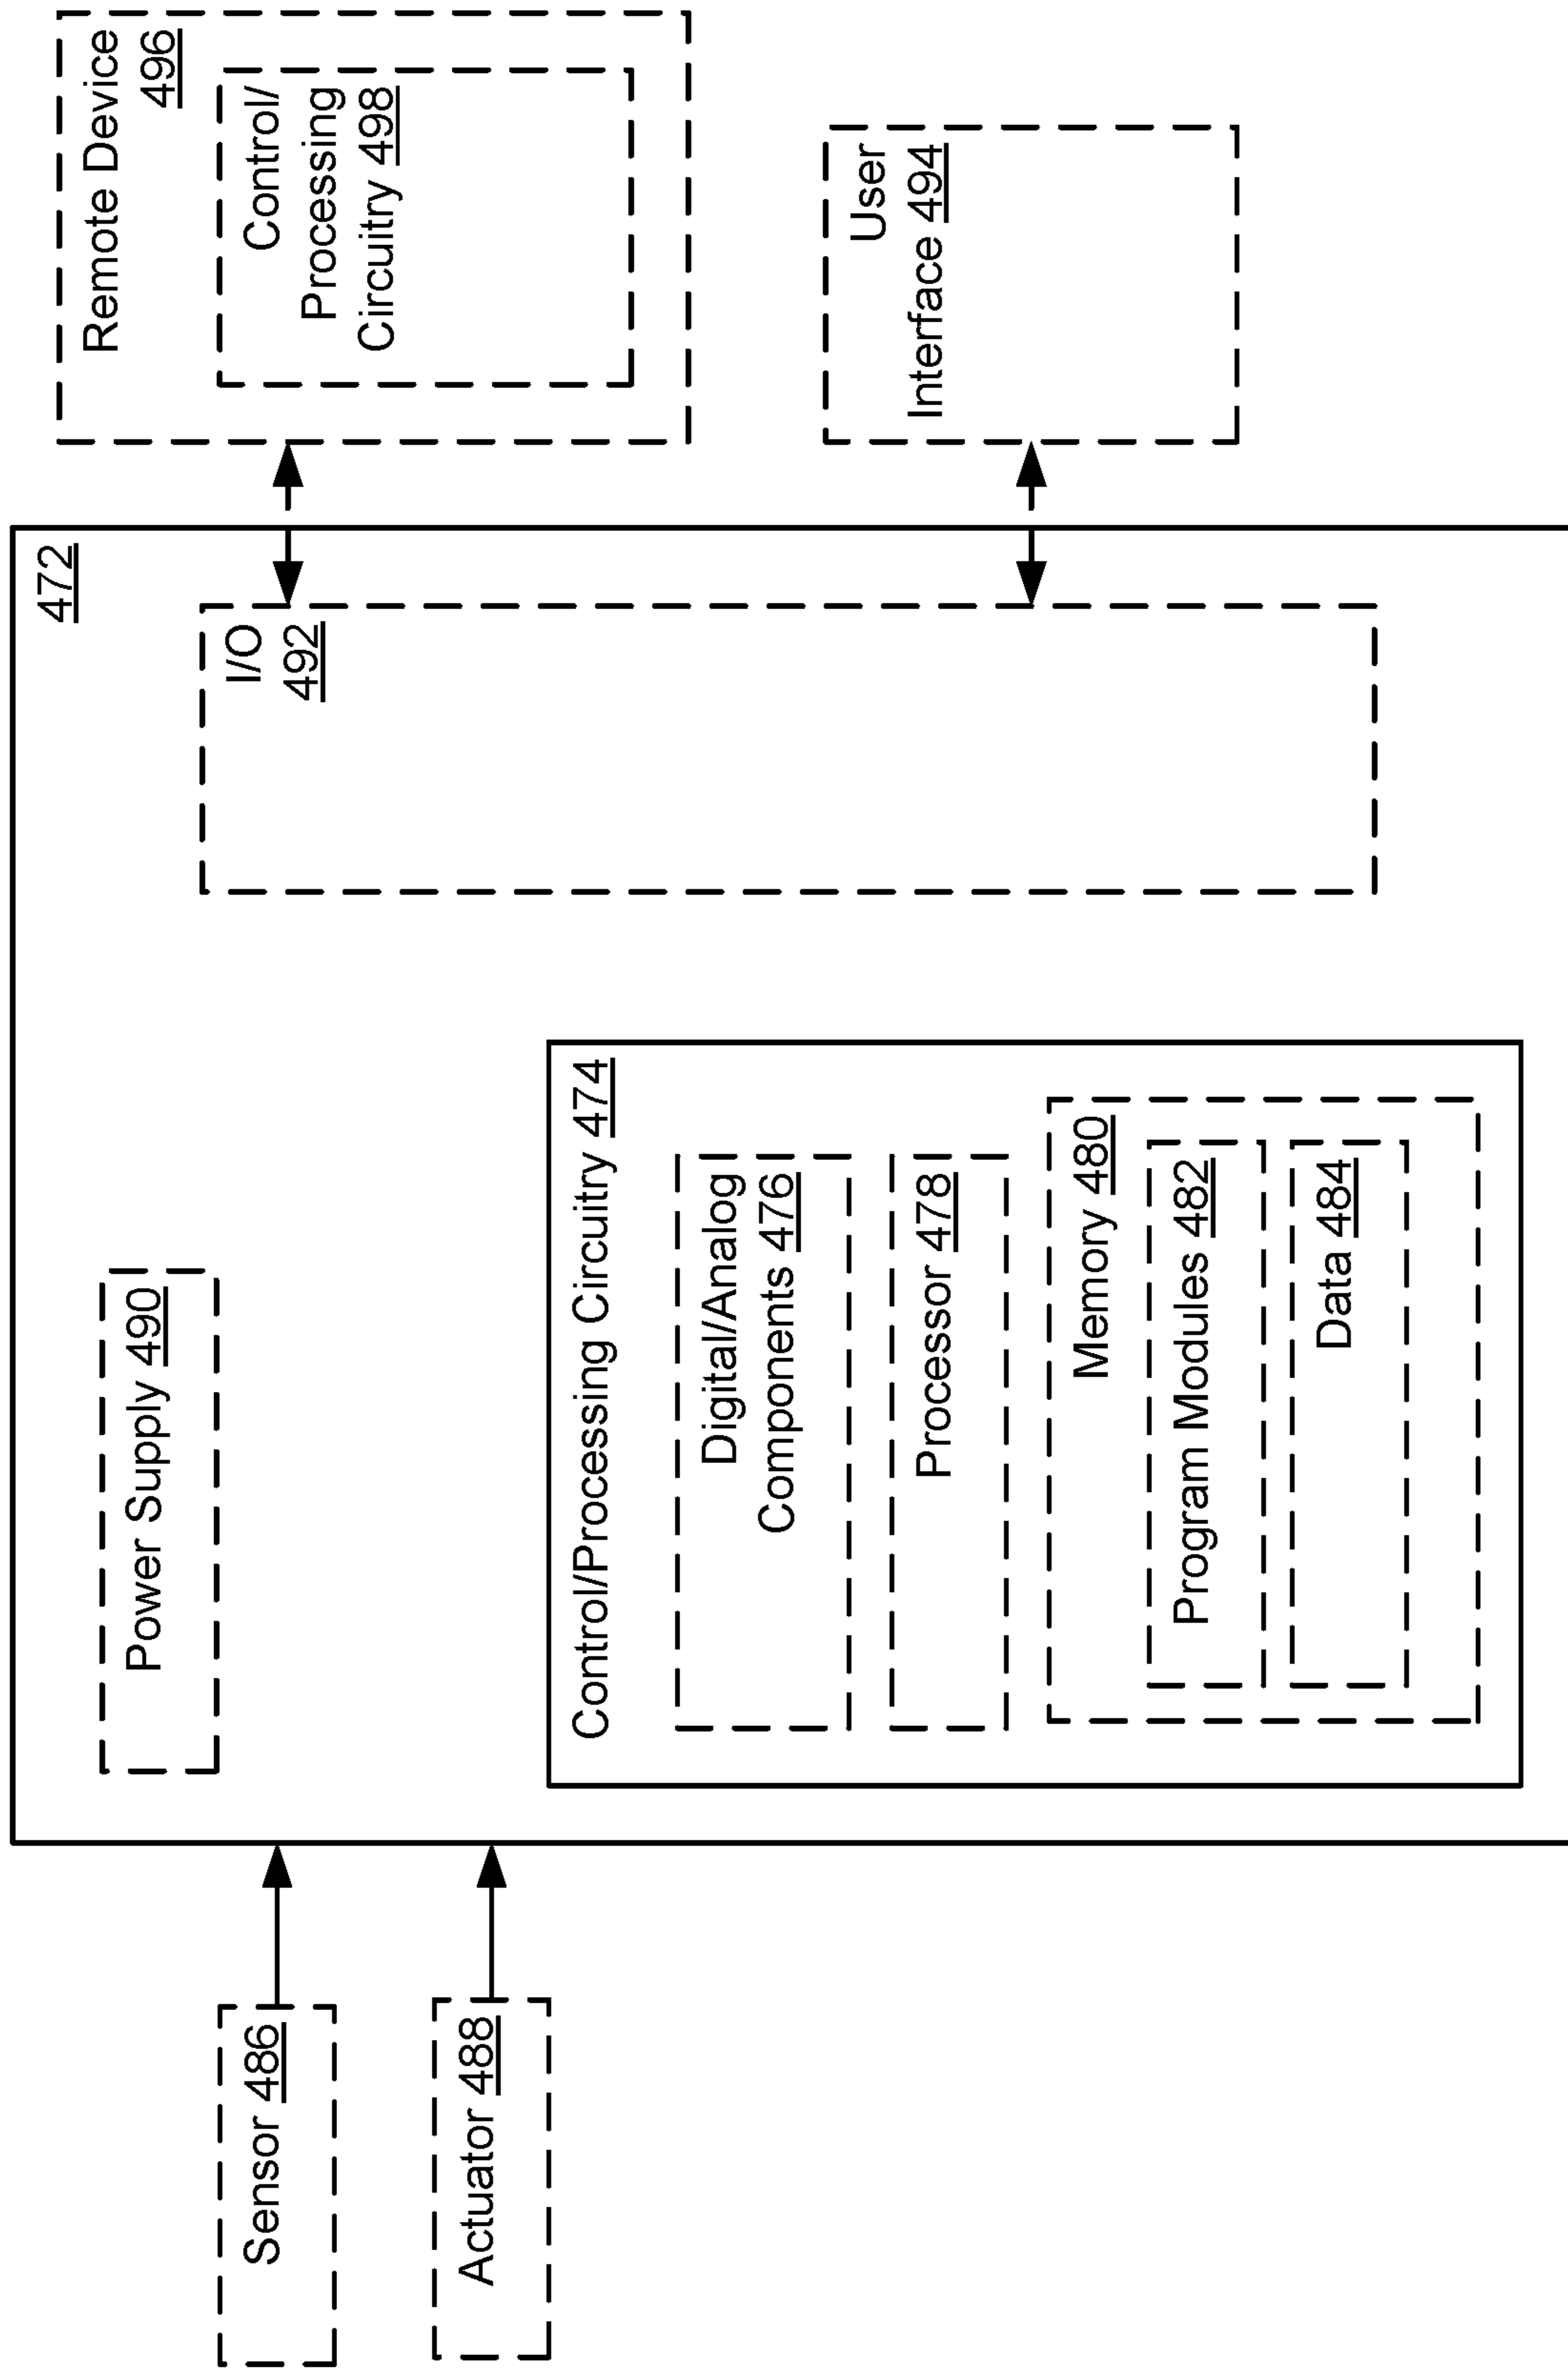 472
Sensor 486
Actuator 488
Power Supply 490
Control/Processing Circuitry 474
Digital/Analog
Components 476
Processor 478
Memory 480
Program Modules 482
Data 484
I/O
492
Remote Device
496
Control/
Processing
Circuitry 498
User
Interface 494